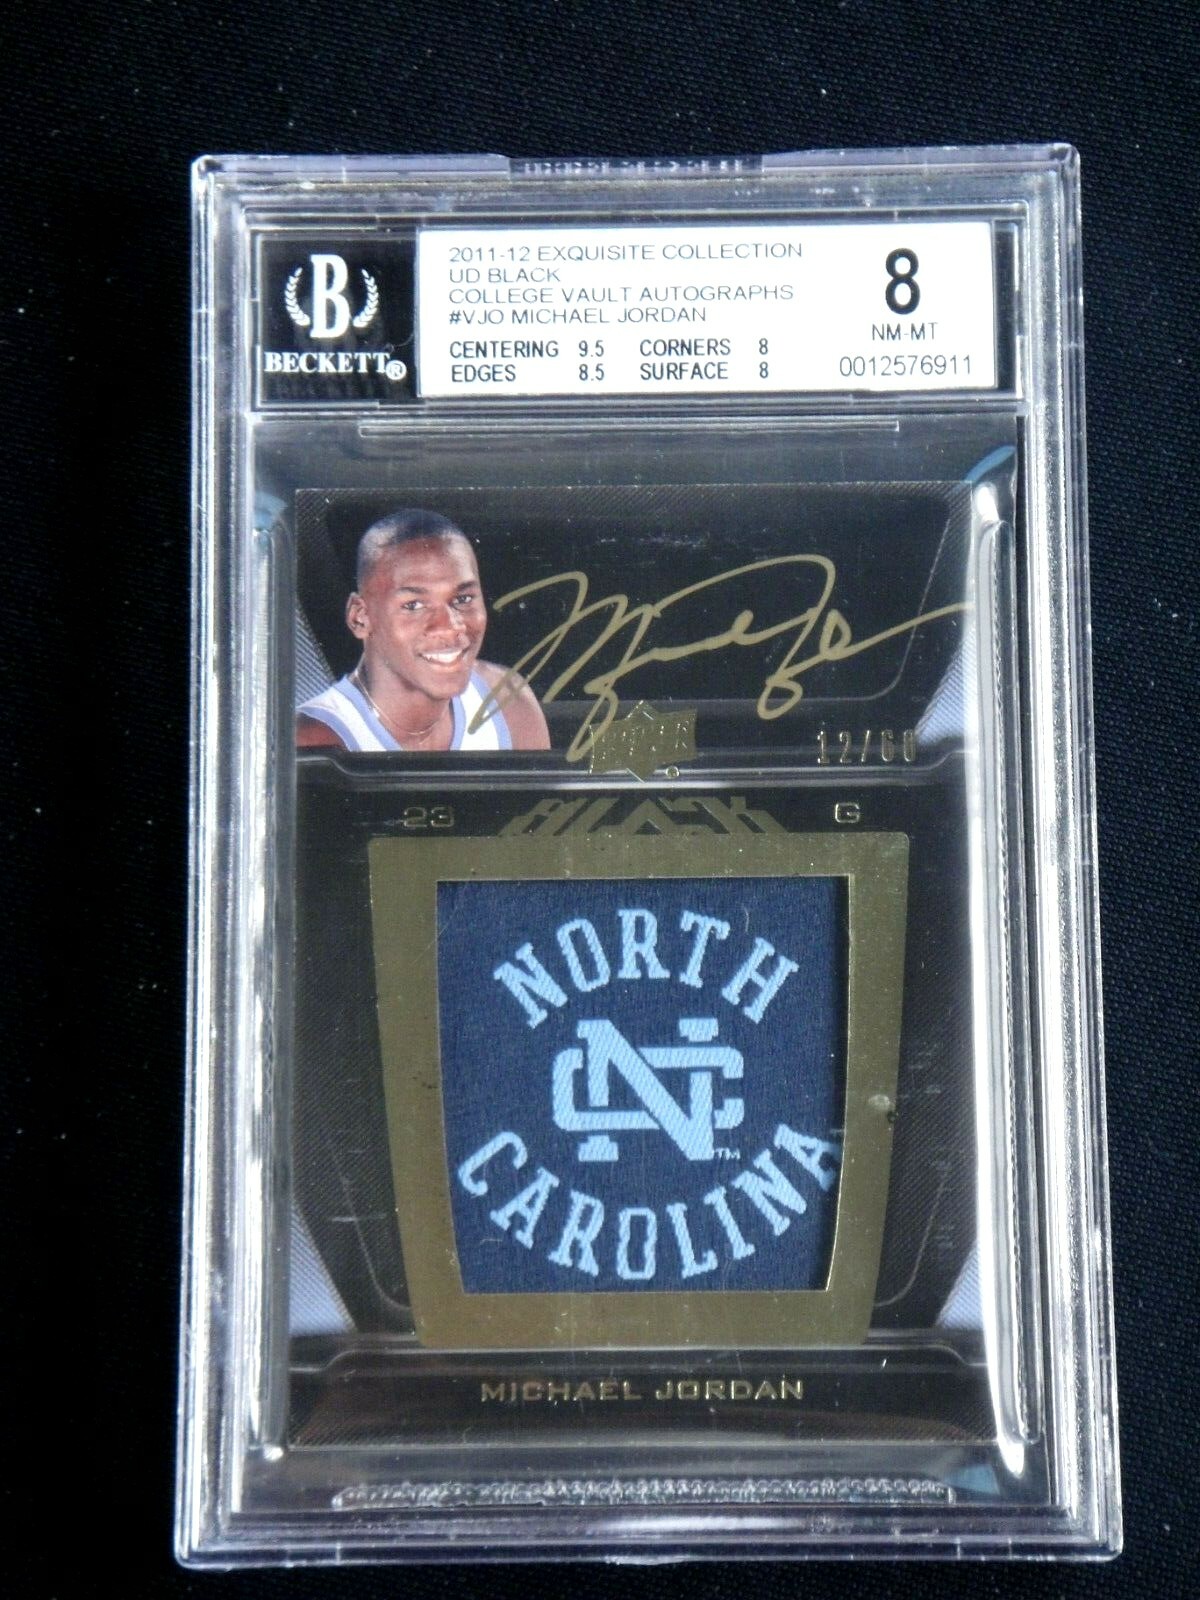 B
BECKETT®
2011-12 EXQUISITE COLLECTION
UD BLACK
COLLEGE VAULT AUTOGRAPHS
#VJO MICHAEL JORDAN
CENTERING 9.5 CORNERS 8
EDGES 8.5 SURFACE 8
8
NM-MT
0012576911
12/60
23 BLACK G
NORTH
NC
TM
CAROLINA
MICHAEL JORDAN